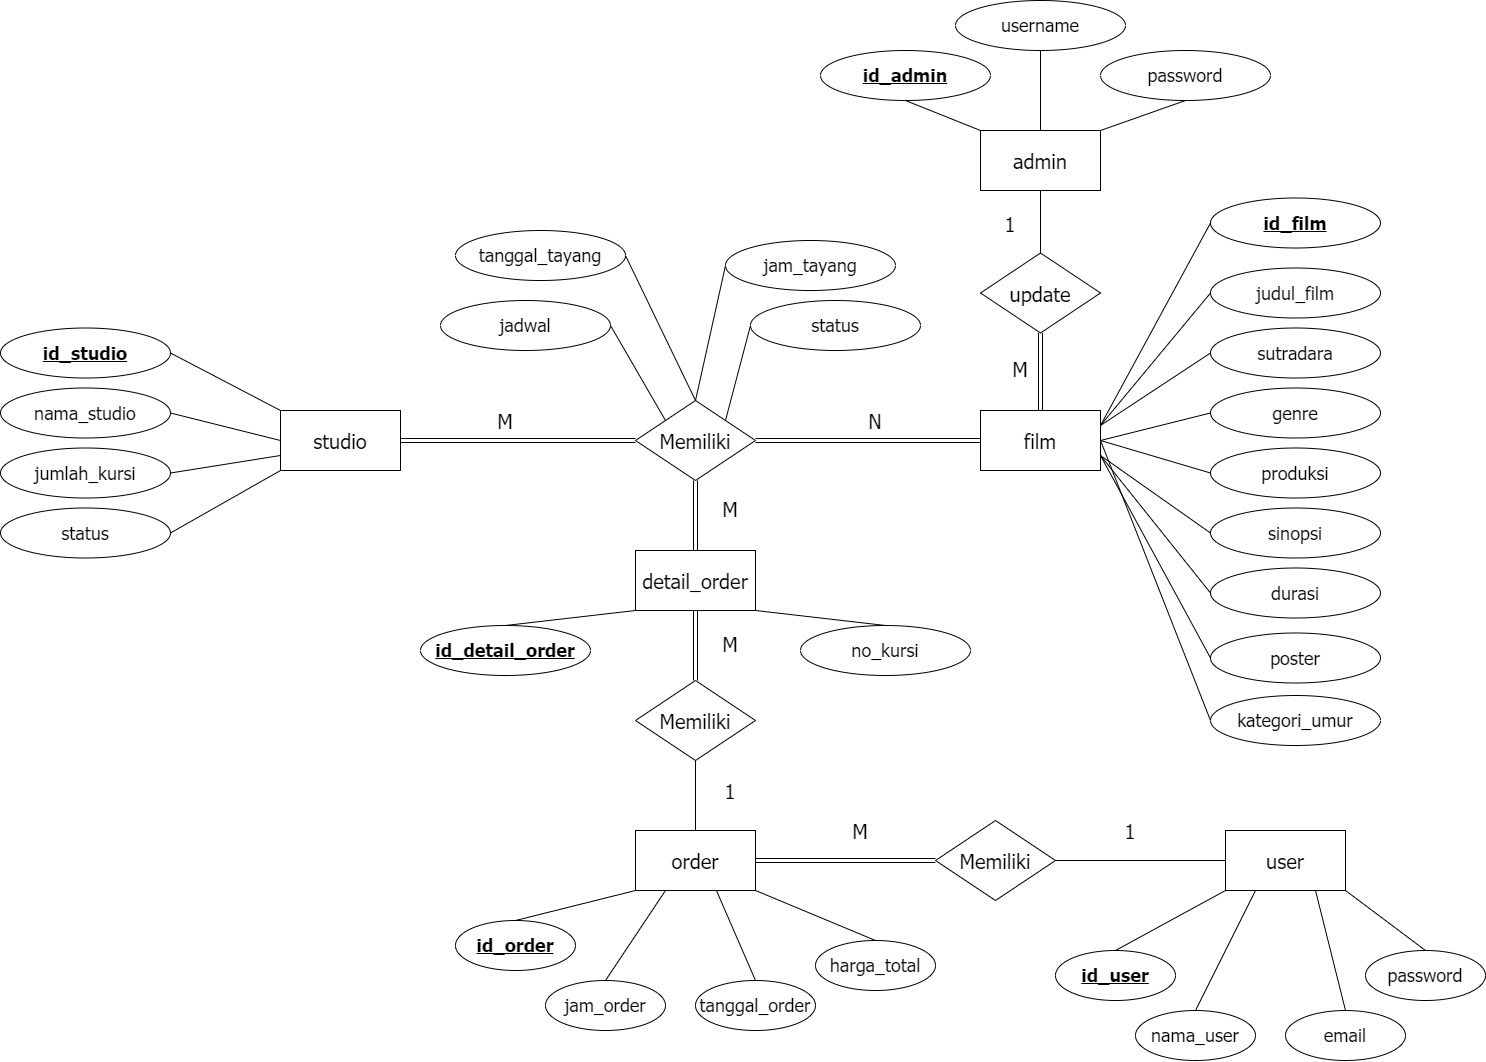 username
id_admin
password
admin
1
update
M
id_film
judul_film
sutradara
genre
produksi
sinopsi
durasi
poster
kategori_umur
film
tanggal_tayang
jam_tayang
jadwal
status
id_studio
nama_studio
jumlah_kursi
status
studio
M
Memiliki
N
M
detail_order
id_detail_order
M
no_kursi
Memiliki
1
order
M
Memiliki
1
user
id_order
jam_order
tanggal_order
harga_total
id_user
nama_user
email
password